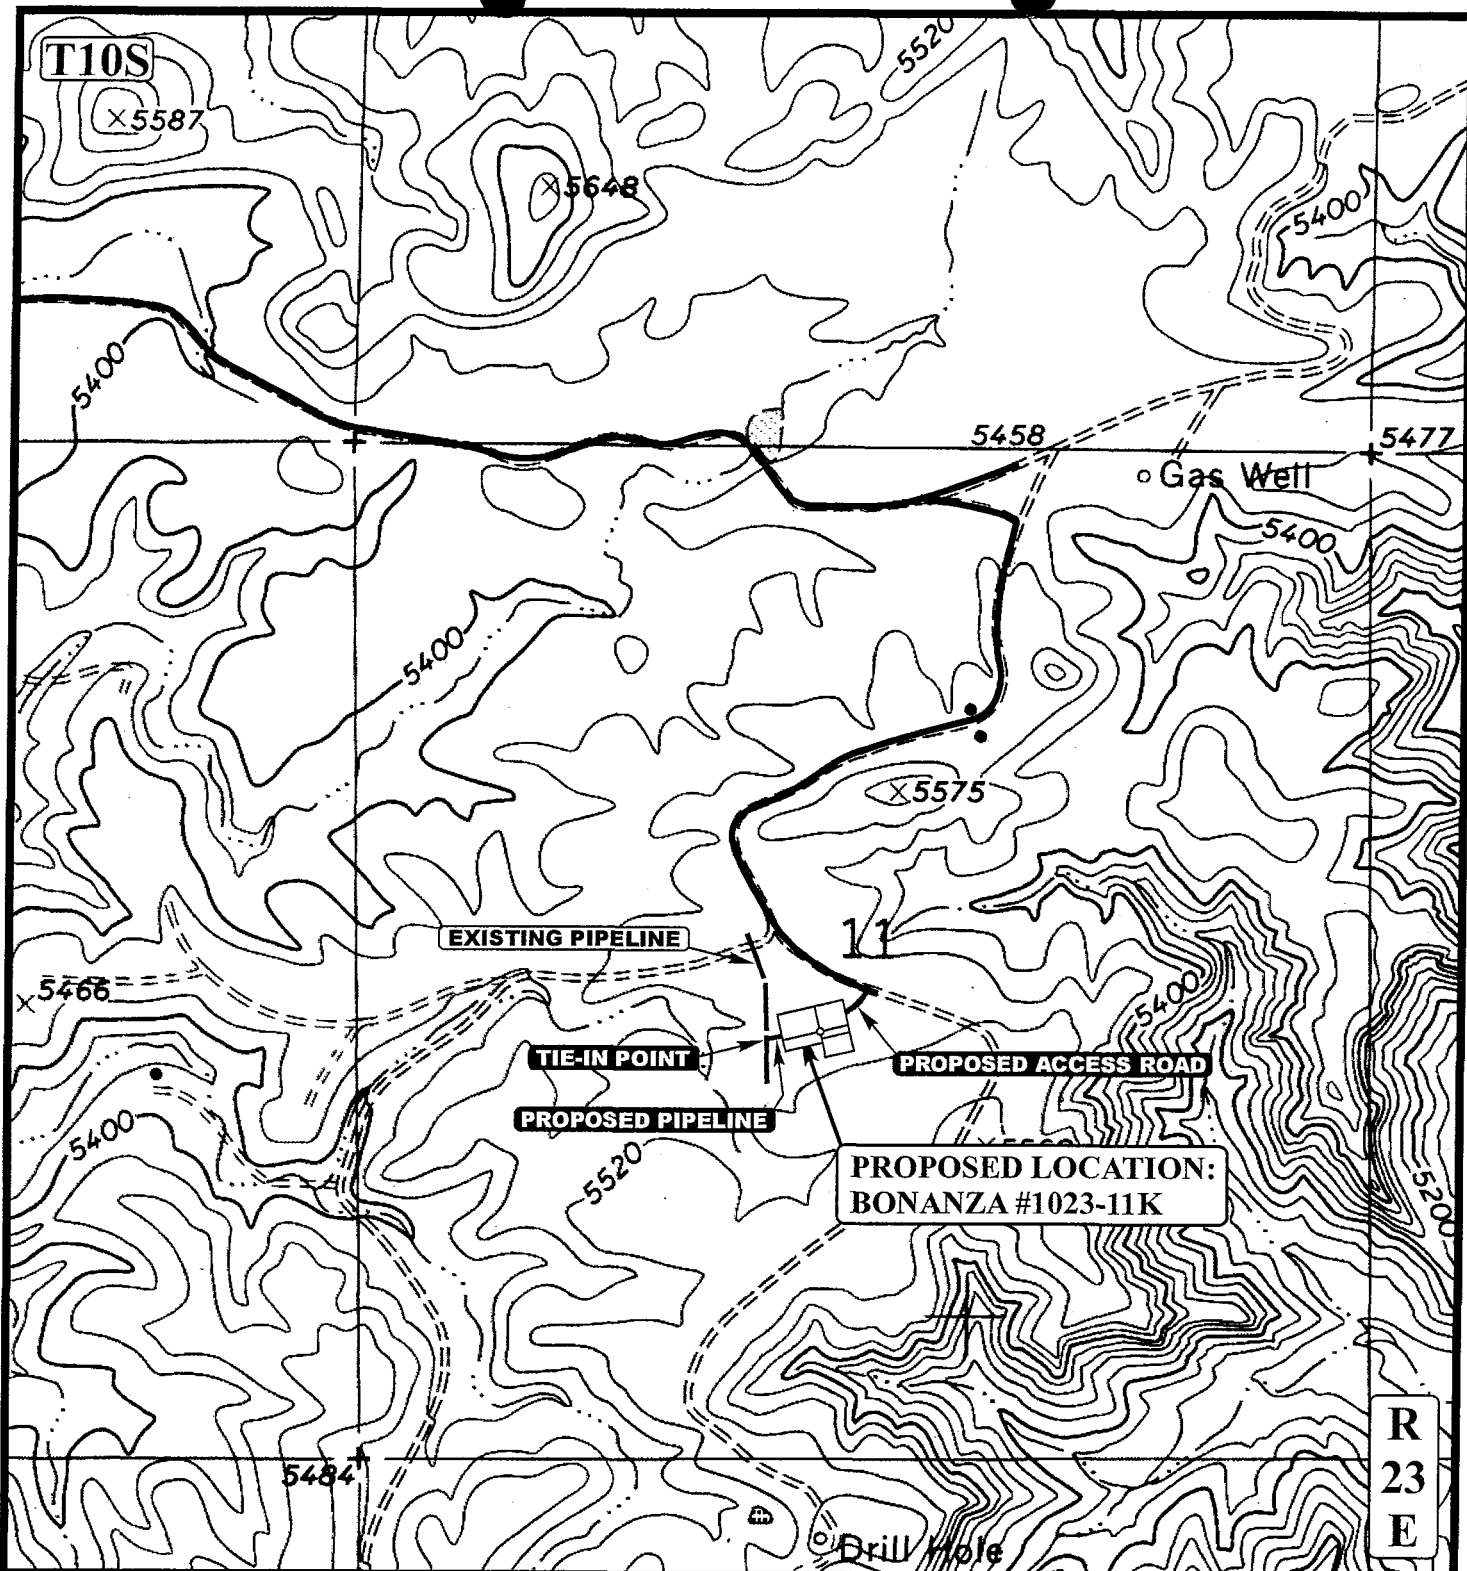 T10S
5520
5587
5648
5400
5400
5458
5477
Gas Well
5400
5400
5575
11
EXISTING PIPELINE
5466
5400
TIE-IN POINT
PROPOSED ACCESS ROAD
PROPOSED PIPELINE
5400
5520
PROPOSED LOCATION:
BONANZA #1023-11K
5200
R
23
E
5484
Drill Hole